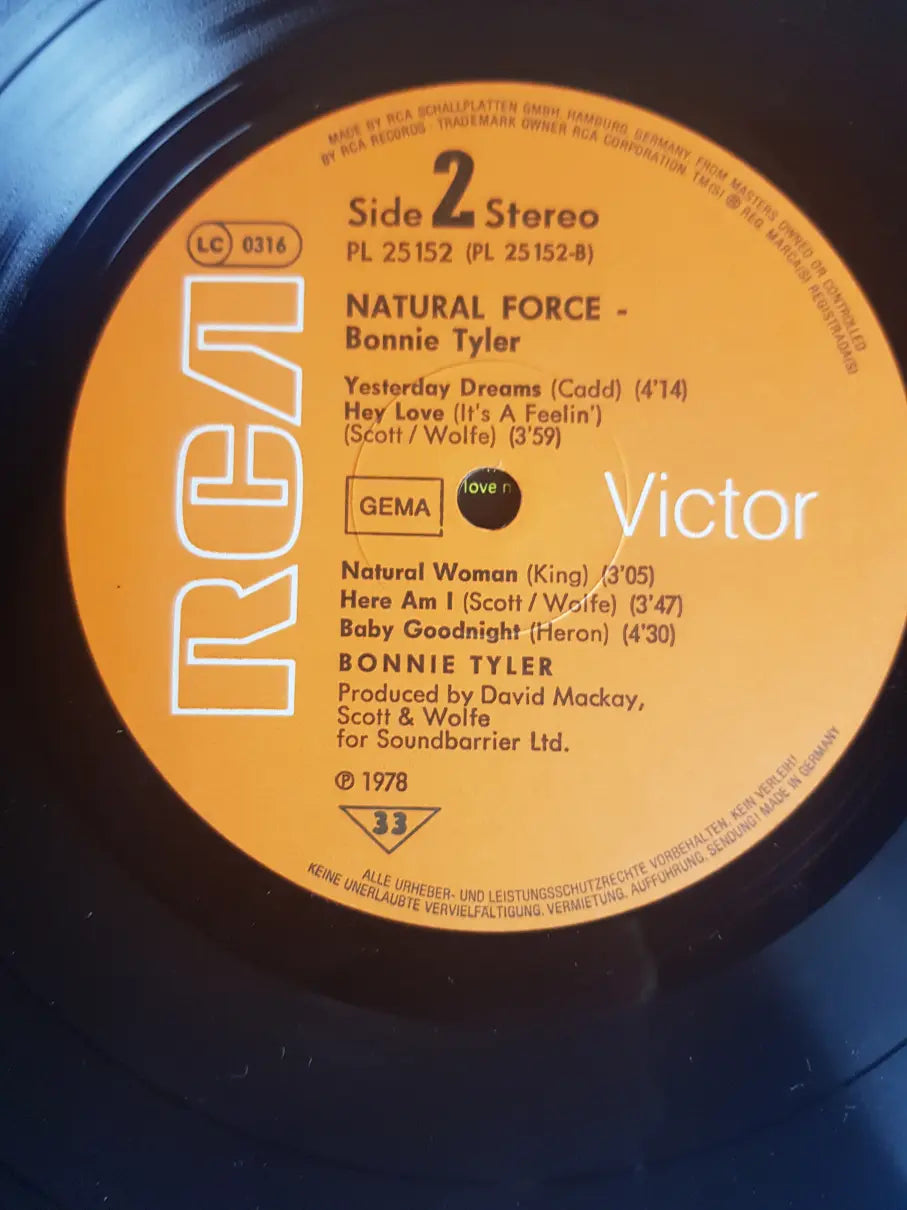 MADE BY RCA SCHALLPLATTEN GMBH, HAMBURG, GERMANY, FROM MASTERS OWNED OR CONTROLLED
BY RCA RECORDS · TRADEMARK OWNER RCA CORPORATION. TM(S) ® REG. MARCA(S) REGISTRADA(S)
Side 2 Stereo
PL 25152 (PL 25152-B)
LC 0316
RCA
NATURAL FORCE -
Bonnie Tyler
Yesterday Dreams (Cadd) (4'14)
Hey Love (It's A Feelin')
(Scott / Wolfe) (3'59)
GEMA
love
Victor
Natural Woman (King) (3'05)
Here Am I (Scott / Wolfe) (3'47)
Baby Goodnight (Heron) (4'30)
BONNIE TYLER
Produced by David Mackay,
Scott & Wolfe
for Soundbarrier Ltd.
℗ 1978
33
ALLE URHEBER- UND LEISTUNGSSCHUTZRECHTE VORBEHALTEN. KEIN VERLEIH!
KEINE UNERLAUBTE VERVIELFÄLTIGUNG, VERMIETUNG, AUFFÜHRUNG, SENDUNG! MADE IN GERMANY